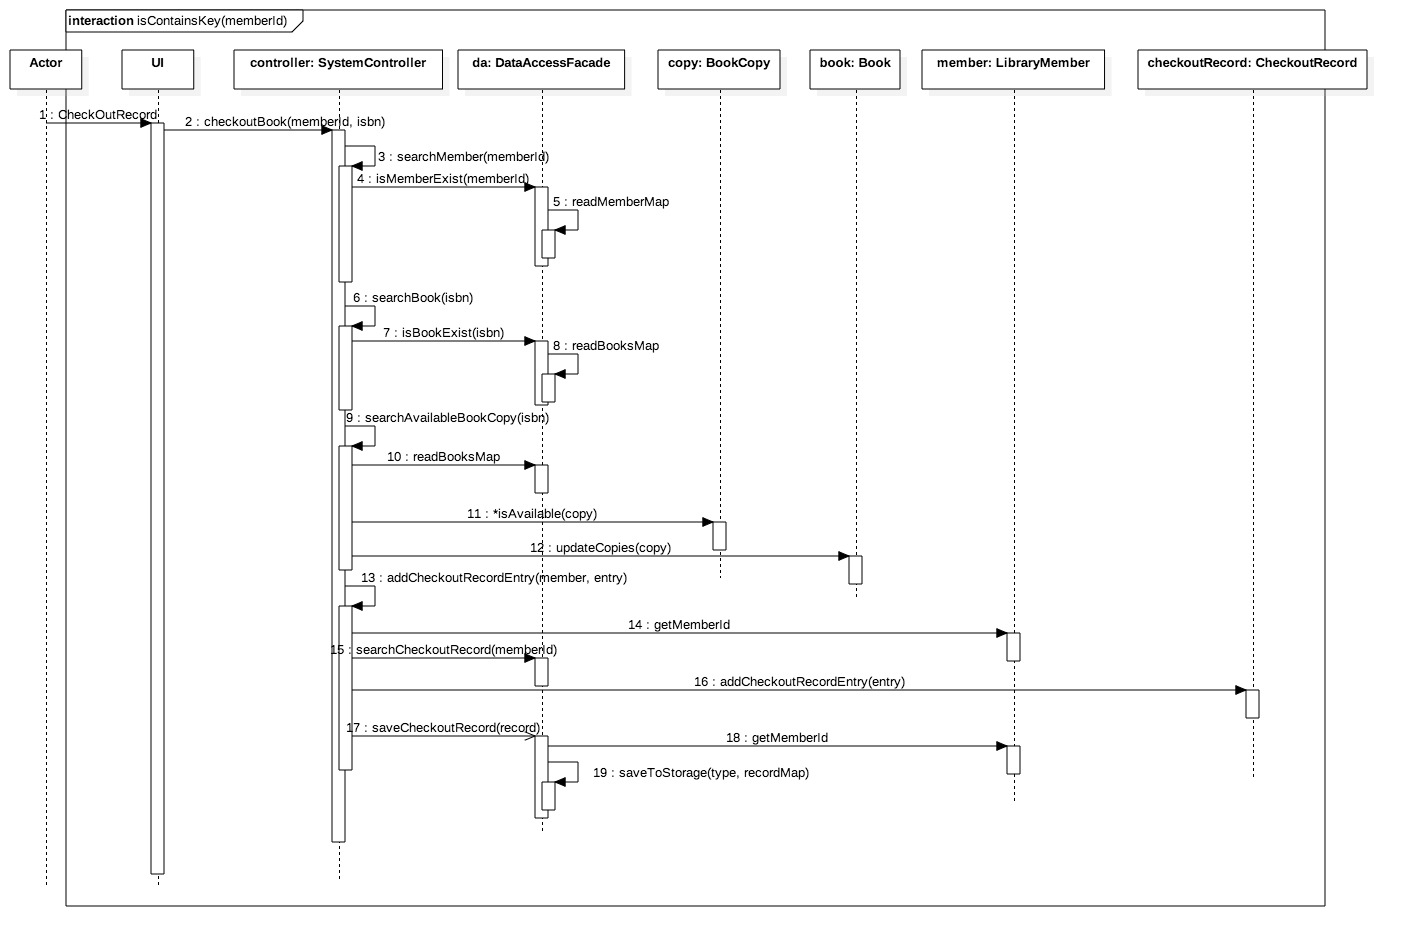 interaction isContainsKey(memberId)
Actor
UI
controller: SystemController
da: DataAccessFacade
copy: BookCopy
book: Book
member: LibraryMember
checkoutRecord: CheckoutRecord
1 : CheckOutRecord
2 : checkoutBook(memberId, isbn)
3 : searchMember(memberId)
4 : isMemberExist(memberId)
5 : readMemberMap
6 : searchBook(isbn)
7 : isBookExist(isbn)
8 : readBooksMap
9 : searchAvailableBookCopy(isbn)
10 : readBooksMap
11 : *isAvailable(copy)
12 : updateCopies(copy)
13 : addCheckoutRecordEntry(member, entry)
14 : getMemberId
15 : searchCheckoutRecord(memberId)
16 : addCheckoutRecordEntry(entry)
17 : saveCheckoutRecord(record)
18 : getMemberId
19 : saveToStorage(type, recordMap)